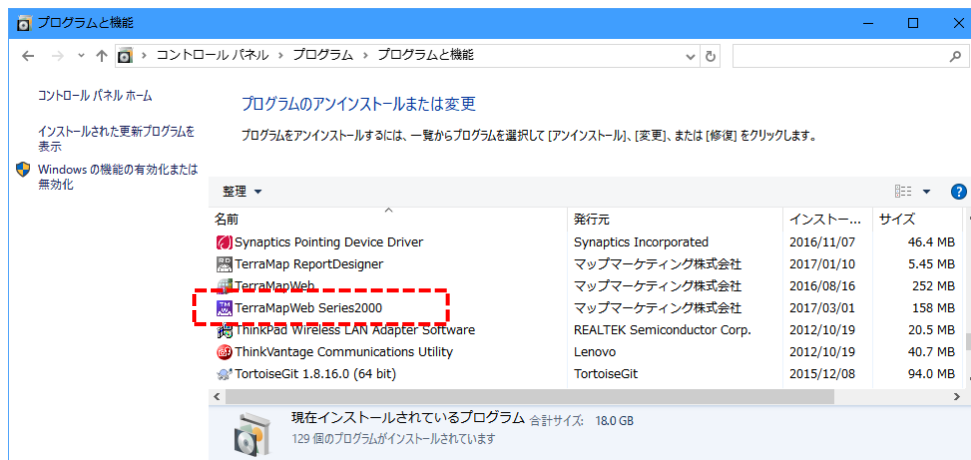 プログラムと機能
コントロール パネル › プログラム › プログラムと機能
コントロール パネル ホーム
インストールされた更新プログラムを
表示
Windows の機能の有効化または
無効化
プログラムのアンインストールまたは変更
プログラムをアンインストールするには、一覧からプログラムを選択して [アンインストール]、[変更]、または [修復] をクリックします。
整理
名前 発行元 インストー... サイズ
Synaptics Pointing Device Driver Synaptics Incorporated 2016/11/07 46.4 MB
TerraMap ReportDesigner マップマーケティング株式会社 2017/01/10 5.45 MB
TerraMapWeb マップマーケティング株式会社 2016/08/16 252 MB
TerraMapWeb Series2000 マップマーケティング株式会社 2017/03/01 158 MB
ThinkPad Wireless LAN Adapter Software REALTEK Semiconductor Corp. 2012/10/19 20.5 MB
ThinkVantage Communications Utility Lenovo 2012/10/19 40.7 MB
TortoiseGit 1.8.16.0 (64 bit) TortoiseGit 2015/12/08 94.0 MB
現在インストールされているプログラム 合計サイズ: 18.0 GB
129 個のプログラムがインストールされています